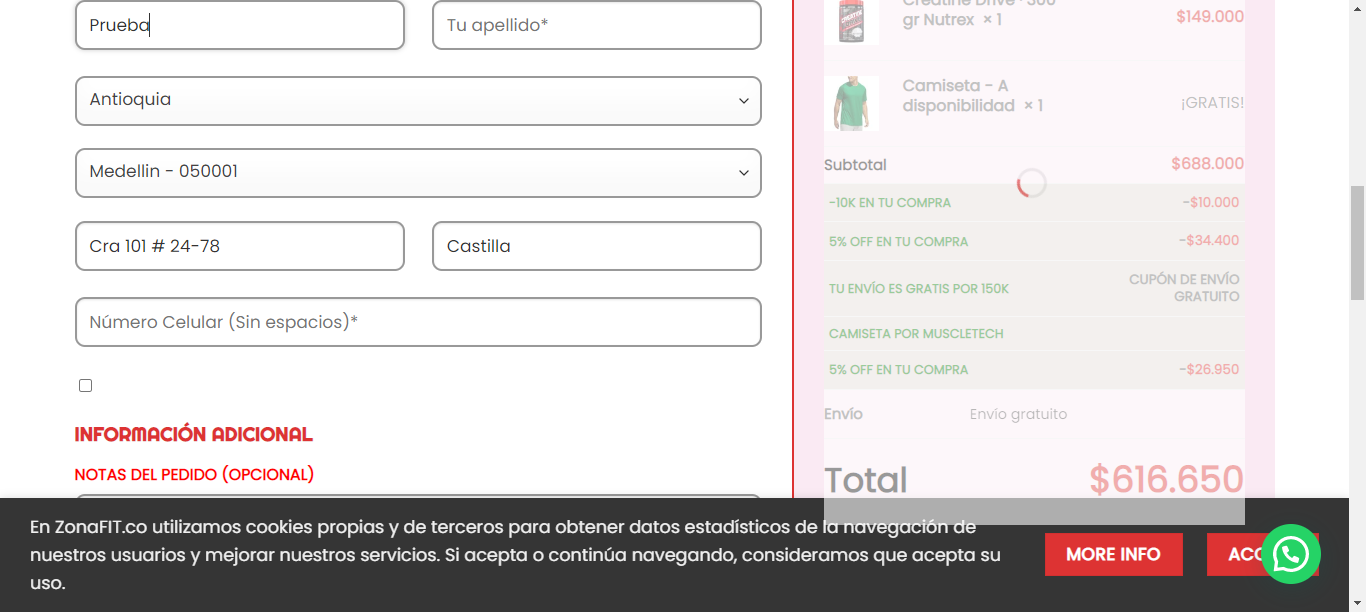 Prueba
Tu apellido*
Antioquia
Medellin - 050001
Cra 101 # 24-78
Castilla
Número Celular (Sin espacios)*
INFORMACIÓN ADICIONAL
NOTAS DEL PEDIDO (OPCIONAL)
Creatine Drive · 300
gr Nutrex × 1
$149.000
Camiseta - A
disponibilidad × 1
¡GRATIS!
Subtotal
$688.000
-10K EN TU COMPRA
-$10.000
5% OFF EN TU COMPRA
-$34.400
TU ENVÍO ES GRATIS POR 150K
CUPÓN DE ENVÍO
GRATUITO
CAMISETA POR MUSCLETECH
5% OFF EN TU COMPRA
-$26.950
Envío
Envio gratuito
Total
$616.650
En ZonaFIT.co utilizamos cookies propias y de terceros para obtener datos estadísticos de la navegación de
nuestros usuarios y mejorar nuestros servicios. Si acepta o continúa navegando, consideramos que acepta su
uso.
MORE INFO